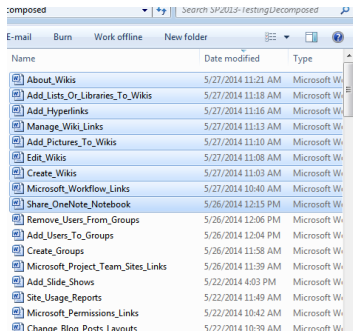 composed
Search SP2013-TestingDecomposed
E-mail Burn Work offline New folder
Name Date modified Type
About_Wikis 5/27/2014 11:21 AM Microsoft
Add_Lists_Or_Libraries_To_Wikis 5/27/2014 11:18 AM Microsoft
Add_Hyperlinks 5/27/2014 11:16 AM Microsoft
Manage_Wiki_Links 5/27/2014 11:13 AM Microsoft
Add_Pictures_To_Wikis 5/27/2014 11:10 AM Microsoft
Edit_Wikis 5/27/2014 11:08 AM Microsoft
Create_Wikis 5/27/2014 11:03 AM Microsoft
Microsoft_Workflow_Links 5/27/2014 10:40 AM Microsoft
Share_OneNote_Notebook 5/26/2014 12:15 PM Microsoft
Remove_Users_From_Groups 5/26/2014 12:06 PM Microsoft
Add_Users_To_Groups 5/26/2014 12:04 PM Microsoft
Create_Groups 5/26/2014 11:58 AM Microsoft
Microsoft_Project_Team_Sites_Links 5/26/2014 11:39 AM Microsoft
Add_Slide_Shows 5/22/2014 4:03 PM Microsoft
Site_Usage_Reports 5/22/2014 11:49 AM Microsoft
Microsoft_Permissions_Links 5/22/2014 10:42 AM Microsoft
Change_Blog_Posts_Layouts 5/22/2014 10:39 AM Microsoft